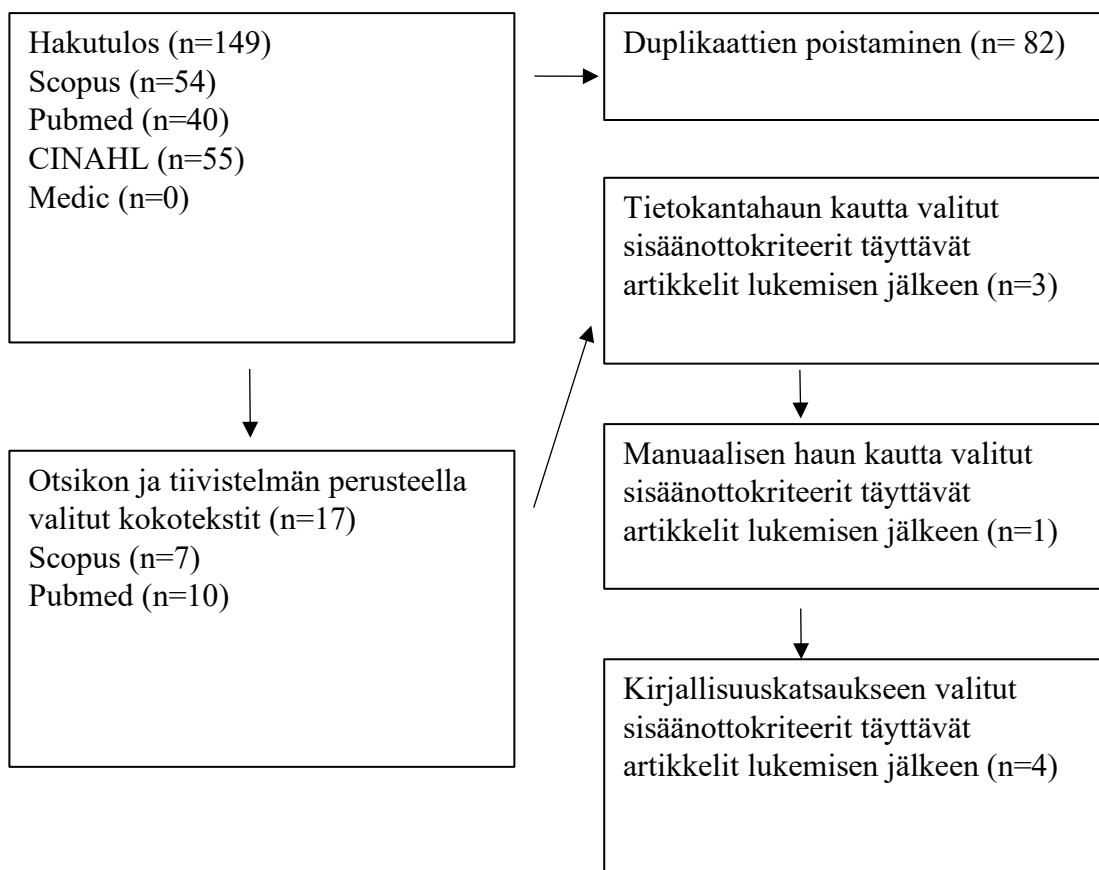 Hakutulos (n=149)
Scopus (n=54)
Pubmed (n=40)
CINAHL (n=55)
Medic (n=0)
Duplikaattien poistaminen (n= 82)
Otsikon ja tiivistelmän perusteella
valitut kokotekstit (n=17)
Scopus (n=7)
Pubmed (n=10)
Tietokantahaun kautta valitut
sisäänottokriteerit täyttävät
artikkelit lukemisen jälkeen (n=3)
Manuaalisen haun kautta valitut
sisäänottokriteerit täyttävät
artikkelit lukemisen jälkeen (n=1)
Kirjallisuuskatsaukseen valitut
sisäänottokriteerit täyttävät
artikkelit lukemisen jälkeen (n=4)